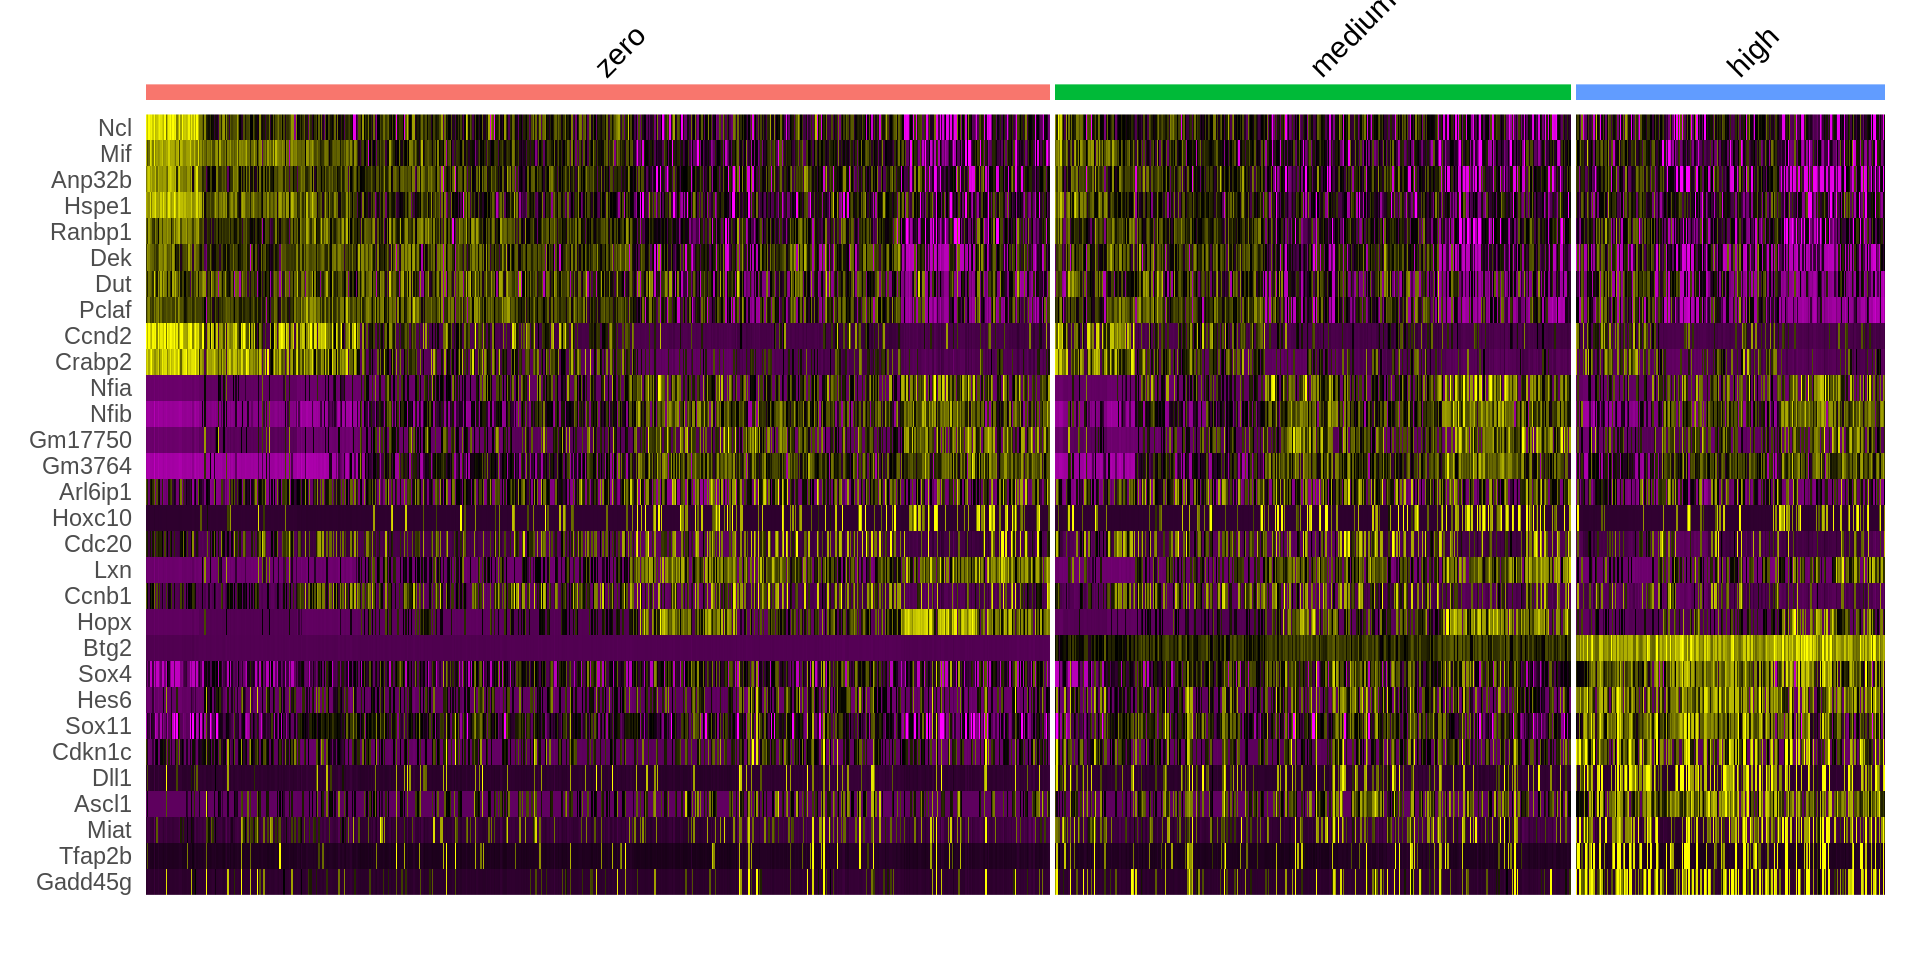 zero
medium
high
Ncl
Mif
Anp32b
Hspe1
Ranbp1
Dek
Dut
Pclaf
Ccnd2
Crabp2
Nfia
Nfib
Gm17750
Gm3764
Arl6ip1
Hoxc10
Cdc20
Lxn
Ccnb1
Hopx
Btg2
Sox4
Hes6
Sox11
Cdkn1c
Dll1
Ascl1
Miat
Tfap2b
Gadd45g